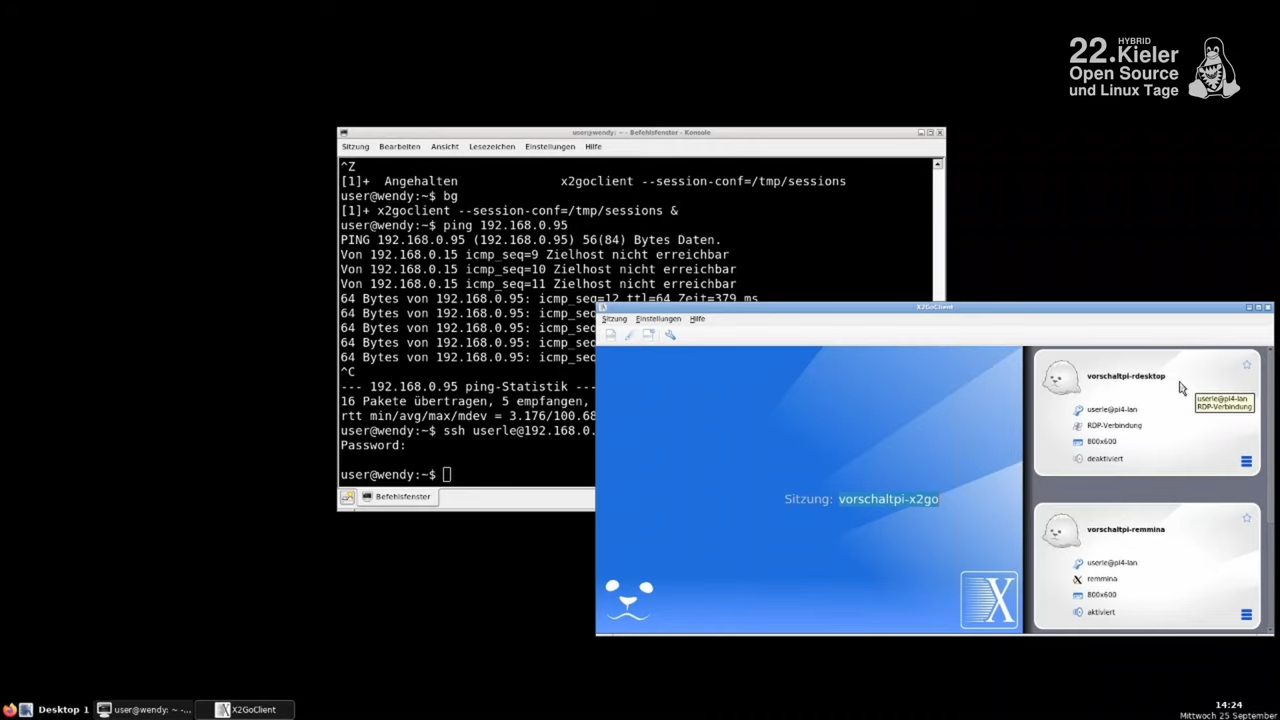 HYBRID
22.Kieler
Open Source
und Linux Tage
user@wendy: ~ - Befehlsfenster - Konsole
Sitzung Bearbeiten Ansicht Lesezeichen Einstellungen Hilfe
^Z
[1]+ Angehalten x2goclient --session-conf=/tmp/sessions
user@wendy:~$ bg
[1]+ x2goclient --session-conf=/tmp/sessions &
user@wendy:~$ ping 192.168.0.95
PING 192.168.0.95 (192.168.0.95) 56(84) Bytes Daten.
Von 192.168.0.15 icmp_seq=9 Zielhost nicht erreichbar
Von 192.168.0.15 icmp_seq=10 Zielhost nicht erreichbar
Von 192.168.0.15 icmp_seq=11 Zielhost nicht erreichbar
64 Bytes von 192.168.0.95: icmp_seq=12 ttl=64 Zeit=379 ms
64 Bytes von 192.168.0.95: icmp_seq
64 Bytes von 192.168.0.95: icmp_seq
64 Bytes von 192.168.0.95: icmp_seq
64 Bytes von 192.168.0.95: icmp_seq
^C
--- 192.168.0.95 ping-Statistik ---
16 Pakete übertragen, 5 empfangen,
rtt min/avg/max/mdev = 3.176/100.68
user@wendy:~$ ssh userle@192.168.0.
Password:
user@wendy:~$
Befehlsfenster
X2GoClient
Sitzung Einstellungen Hilfe
Sitzung: vorschaltpi-x2go
X
vorschaltpi-rdesktop
userle@pi4-lan
RDP-Verbindung
userle@pi4-lan
RDP-Verbindung
800x600
deaktiviert
vorschaltpi-remmina
userle@pi4-lan
remmina
800x600
aktiviert
Desktop 1
user@wendy: ~ -...
X2GoClient
14:24
Mittwoch 25 September